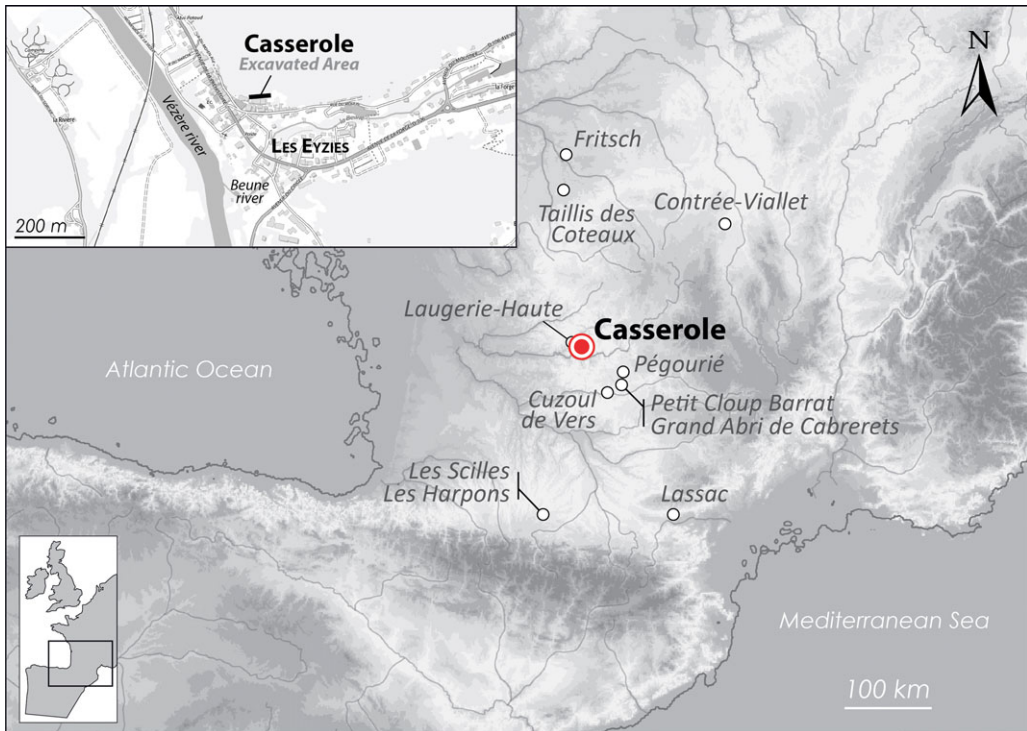 Casserole
Excavated Area
Vézère river
LES EYZIES
Beune
river
200 m
N
Fritsch
Taillis des
Coteaux
Contrée-Viallet
Laugerie-Haute
Casserole
Pégourié
Cuzoul
de Vers
Petit Cloup Barrat
Grand Abri de Cabrerets
Atlantic Ocean
Les Scilles
Les Harpons
Lassac
Mediterranean Sea
100 km